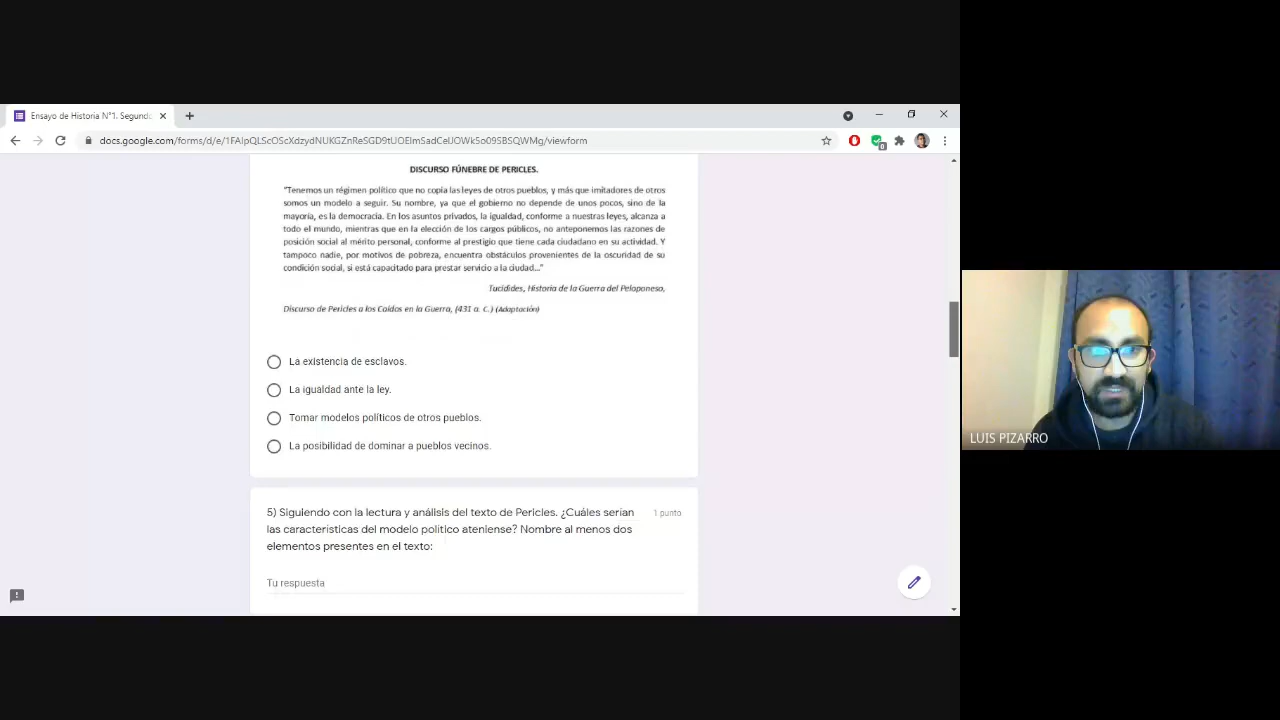 Ensayo de Historia N°1. Segund
docs.google.com/forms/d/e/1FAIpQLScOScXdzydNUKGZnReSGD9tUOElmSadCelJOWk5o09SBSQWMg/viewform
DISCURSO FÚNEBRE DE PERICLES.
"Tenemos un régimen político que no copia las leyes de otros pueblos, y más que imitadores de otros
somos un modelo a seguir. Su nombre, ya que el gobierno no depende de unos pocos, sino de la
mayoría, es la democracia. En los asuntos privados, la igualdad, conforme a nuestras leyes, alcanza a
todo el mundo, mientras que en la elección de los cargos públicos, no anteponemos las razones de
posición social al mérito personal, conforme al prestigio que tiene cada ciudadano en su actividad. Y
tampoco nadie, por motivos de pobreza, encuentra obstáculos provenientes de la oscuridad de su
condición social, si está capacitado para prestar servicio a la ciudad..."
Tucídides, Historia de la Guerra del Peloponeso,
Discurso de Pericles a los Caídos en la Guerra, (431 a. C.) (Adaptación)
La existencia de esclavos.
La igualdad ante la ley.
Tomar modelos políticos de otros pueblos.
La posibilidad de dominar a pueblos vecinos.
5) Siguiendo con la lectura y análisis del texto de Pericles. ¿Cuáles serían
1 punto
las características del modelo político ateniense? Nombre al menos dos
elementos presentes en el texto:
Tu respuesta
LUIS PIZARRO